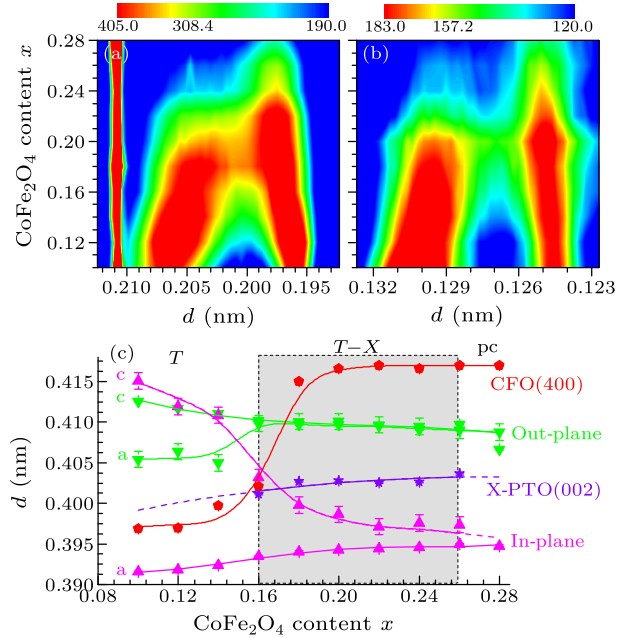 405.0 308.4 190.0
183.0 157.2 120.0
(a)
(b)
0.28
0.24
0.20
0.16
0.12
CoFe₂O₄ content x
0.210 0.205 0.200 0.195
0.132 0.129 0.126 0.123
d (nm)
d (nm)
(c)
T
T−X
pc
c
c
a
a
CFO(400)
Out-plane
X-PTO(002)
In-plane
0.415
0.410
0.405
0.400
0.395
0.390
d (nm)
0.08 0.12 0.16 0.20 0.24 0.28
CoFe₂O₄ content x